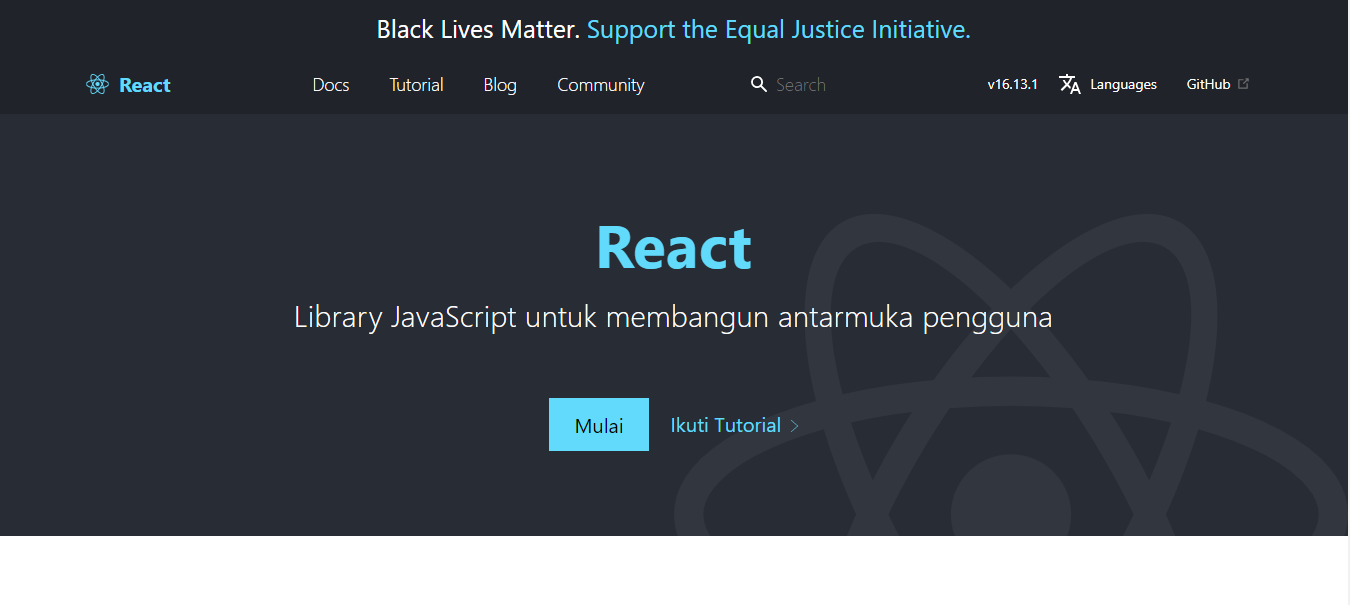 Black Lives Matter. Support the Equal Justice Initiative.
React Docs Tutorial Blog Community Search v16.13.1 Languages GitHub
React
Library JavaScript untuk membangun antarmuka pengguna
Mulai Ikuti Tutorial